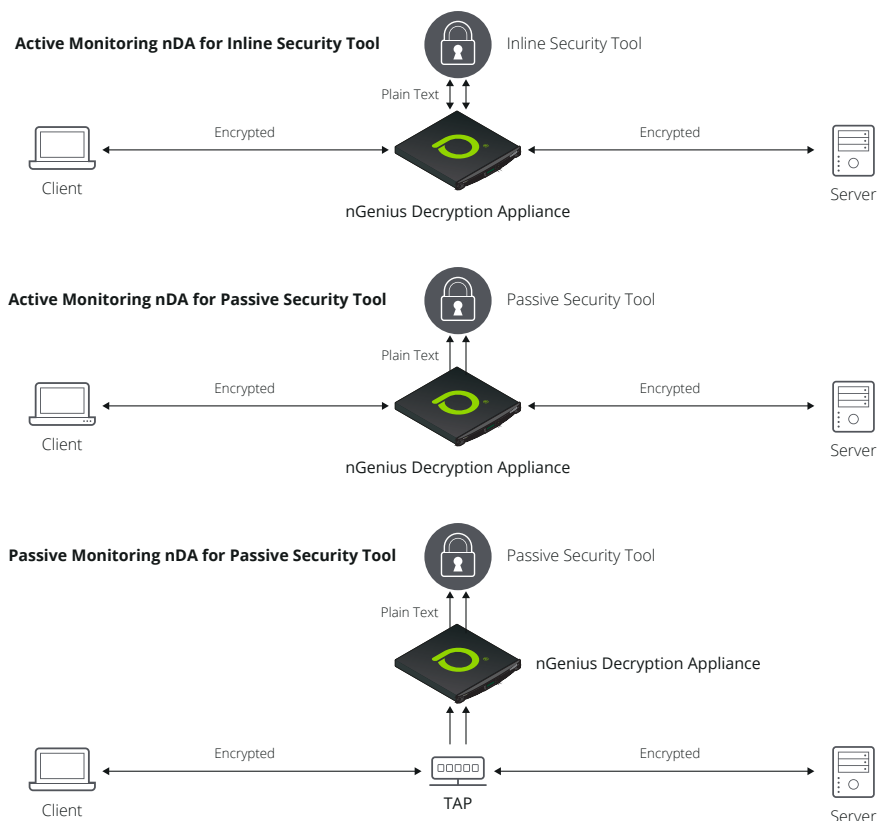 Active Monitoring nDA for Inline Security Tool
Inline Security Tool
Plain Text
Encrypted
Encrypted
Client
Server
nGenius Decryption Appliance
Active Monitoring nDA for Passive Security Tool
Passive Security Tool
Plain Text
Encrypted
Encrypted
Client
Server
nGenius Decryption Appliance
Passive Monitoring nDA for Passive Security Tool
Passive Security Tool
Plain Text
nGenius Decryption Appliance
Encrypted
Encrypted
Client
TAP
Server